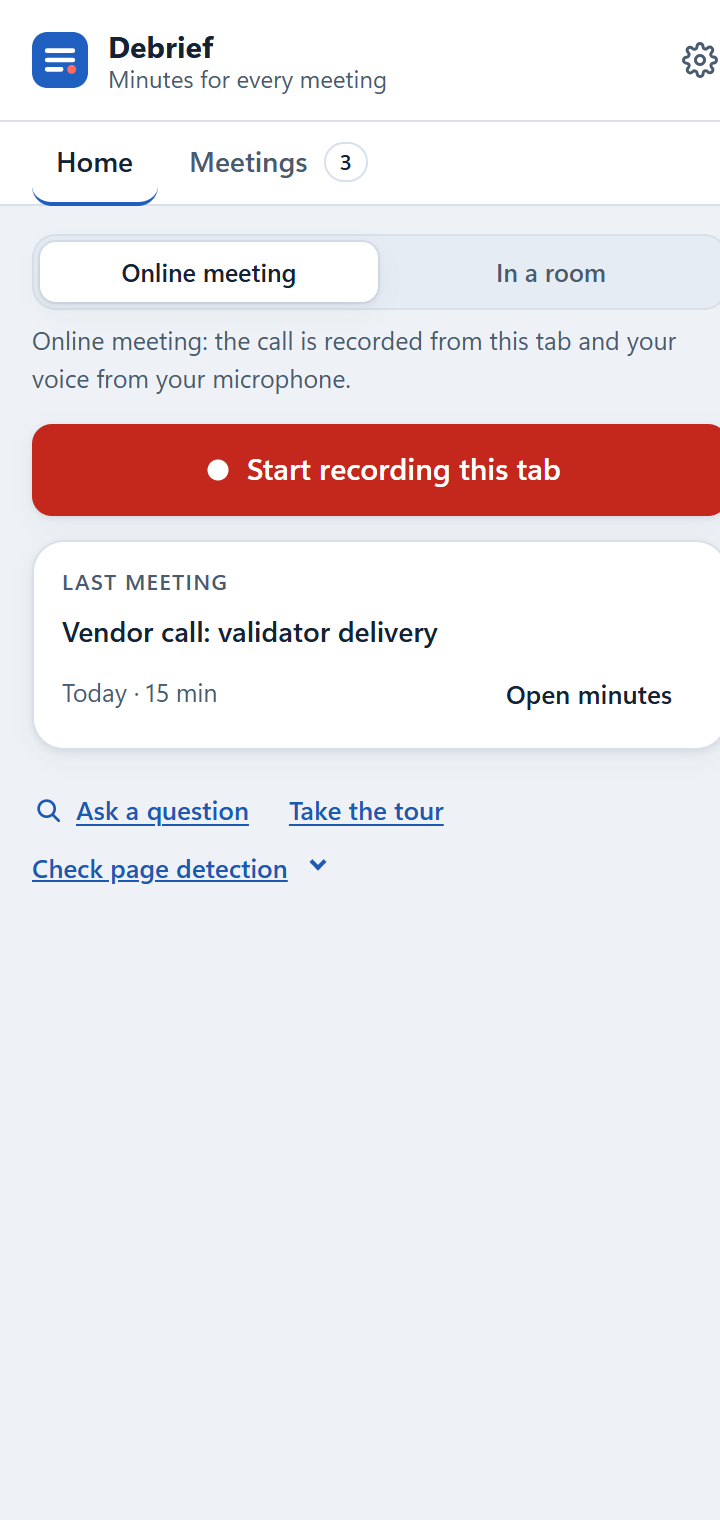 Debrief
Minutes for every meeting
Home
Meetings 3
Online meeting
In a room
Online meeting: the call is recorded from this tab and your
voice from your microphone.
Start recording this tab
LAST MEETING
Vendor call: validator delivery
Today · 15 min
Open minutes
Ask a question
Take the tour
Check page detection